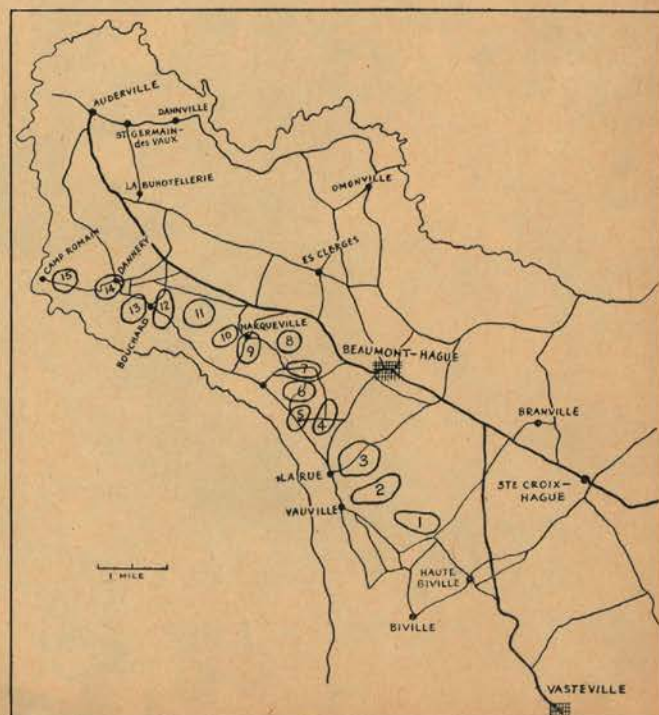 AUDERVILLE
DANNVILLE
ST GERMAIN-
des VAUX
LA BUHOTELLERIE
OMONVILLE
CAMP ROMAIN
DANNERY
ES CLERGES
15
14
13
12
11
BOUCHARD
10
HARQUEVILLE
9
8
BEAUMONT-HAGUE
7
6
5
4
BRANVILLE
3
LA RUE
STE CROIX-
HAGUE
2
VAUVILLE
1
1 MILE
HAUTE
BIVILLE
BIVILLE
VASTEVILLE